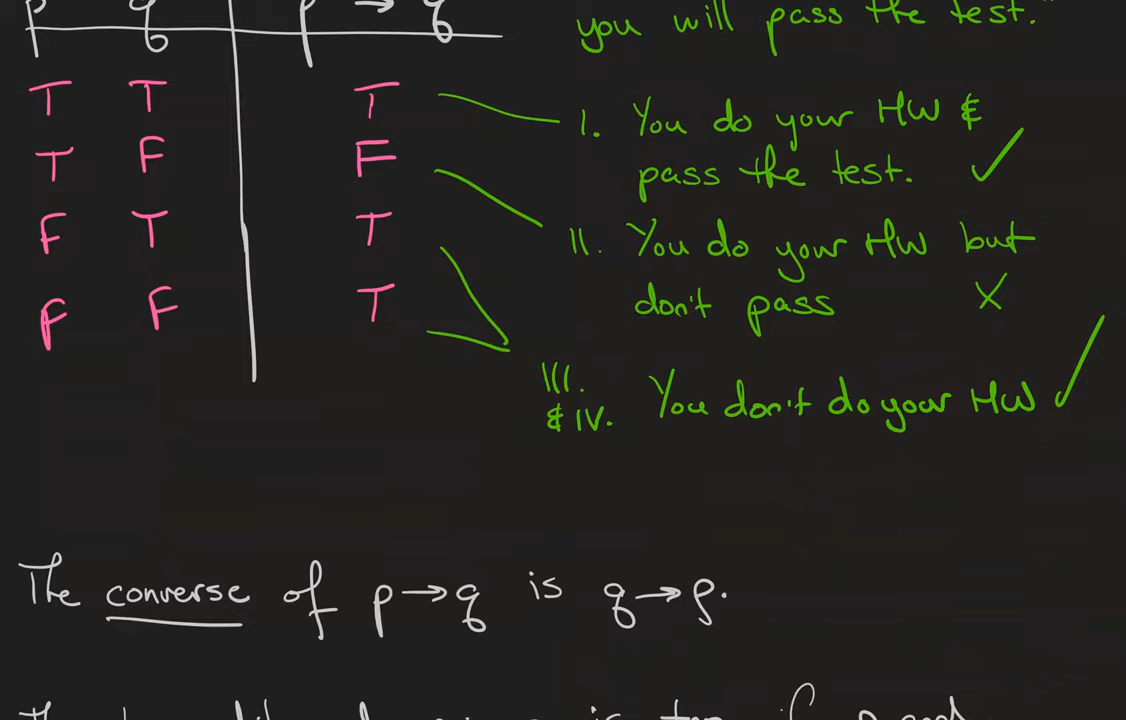 p q p → q
you will pass the test."
T T T
T F F
F T T
F F T
I. You do your HW &
pass the test. ✓
II. You do your HW but
don't pass X
III.
& IV. You don't do your HW ✓
The converse of p→q is q→p.
is